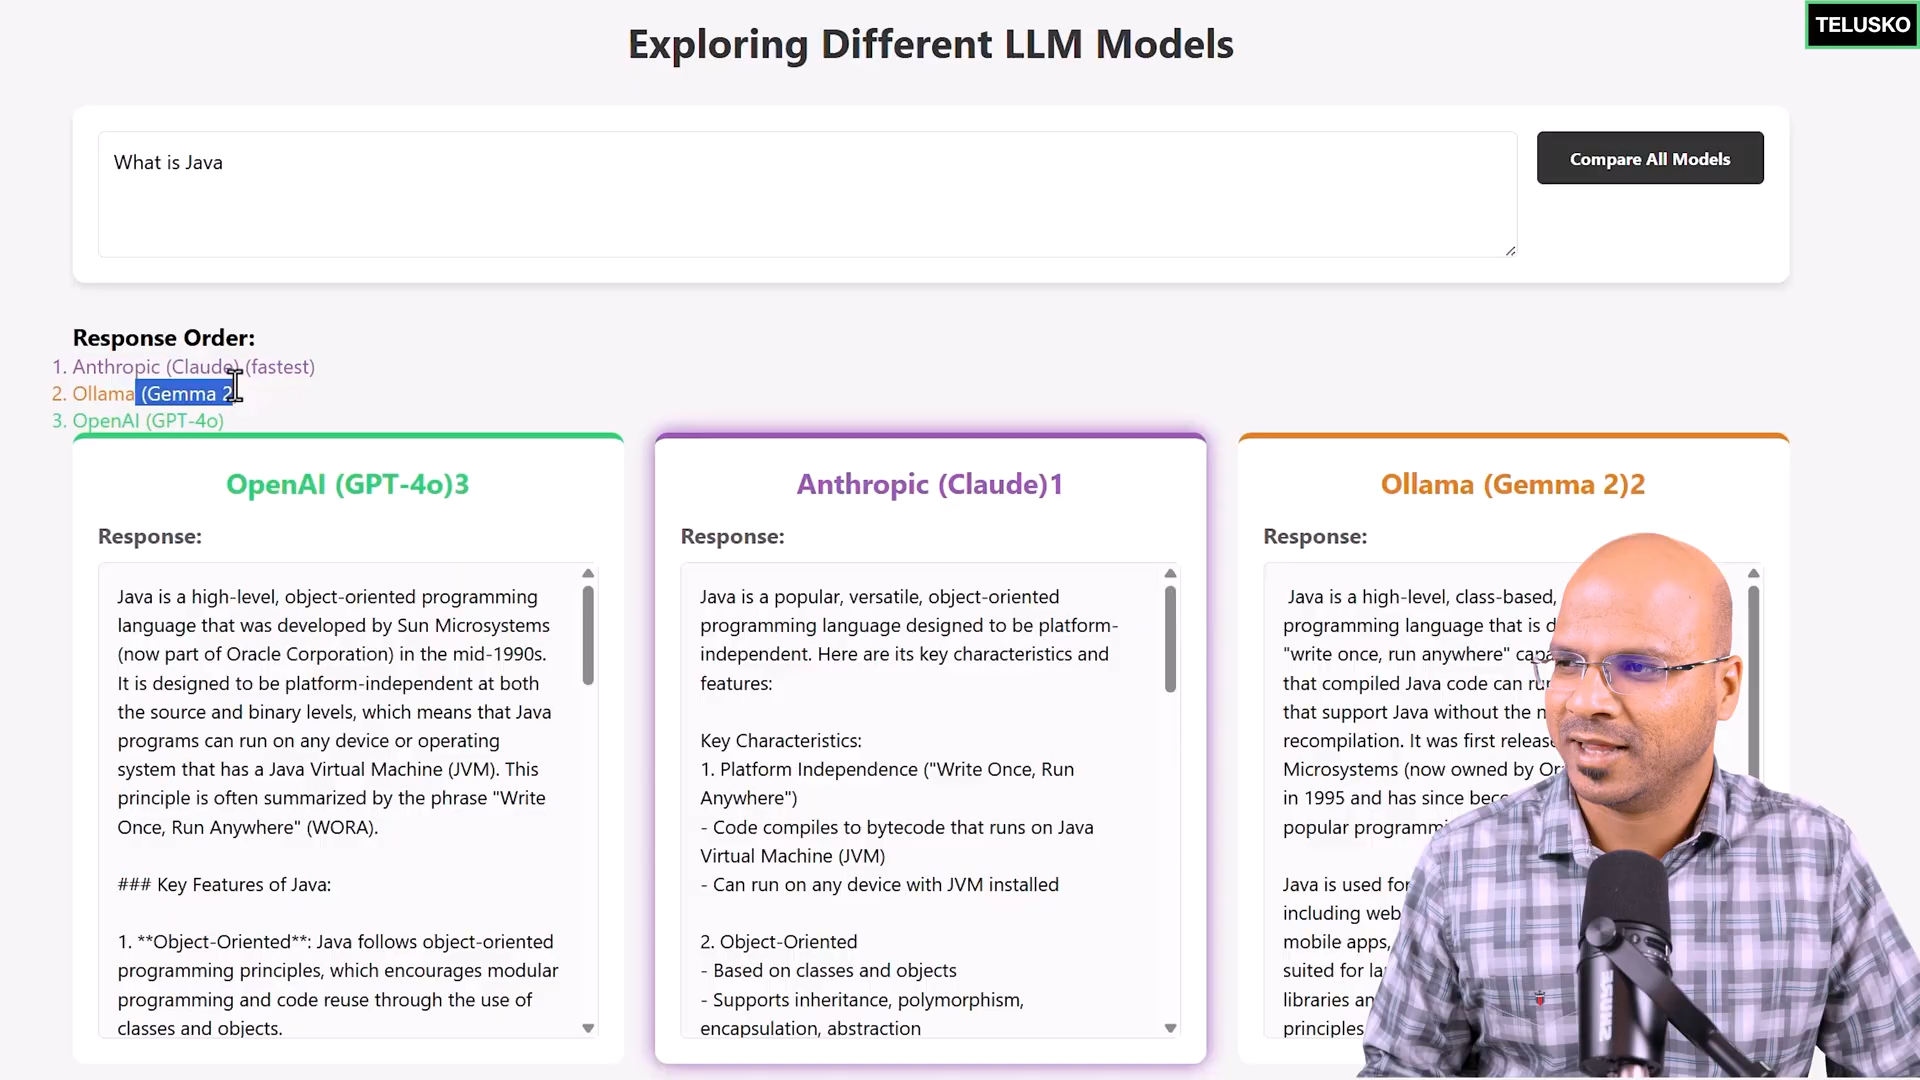 Exploring Different LLM Models
TELUSKO
What is Java
Compare All Models
Response Order:
1. Anthropic (Claude) (fastest)
2. Ollama (Gemma 2
3. OpenAI (GPT-4o)
OpenAI (GPT-4o)3
Response:
Java is a high-level, object-oriented programming
language that was developed by Sun Microsystems
(now part of Oracle Corporation) in the mid-1990s.
It is designed to be platform-independent at both
the source and binary levels, which means that Java
programs can run on any device or operating
system that has a Java Virtual Machine (JVM). This
principle is often summarized by the phrase "Write
Once, Run Anywhere" (WORA).
### Key Features of Java:
1. **Object-Oriented**: Java follows object-oriented
programming principles, which encourages modular
programming and code reuse through the use of
classes and objects.
Anthropic (Claude)1
Response:
Java is a popular, versatile, object-oriented
programming language designed to be platform-
independent. Here are its key characteristics and
features:
Key Characteristics:
1. Platform Independence ("Write Once, Run
Anywhere")
- Code compiles to bytecode that runs on Java
Virtual Machine (JVM)
- Can run on any device with JVM installed
2. Object-Oriented
- Based on classes and objects
- Supports inheritance, polymorphism,
encapsulation, abstraction
Ollama (Gemma 2)2
Response:
Java is a high-level, class-based,
programming language that is
"write once, run anywhere"
that compiled Java code can
that support Java without the
recompilation. It was first
Microsystems (now owned by
in 1995 and has since
popular
Java is used for
including web
mobile apps,
suited for
libraries
principles